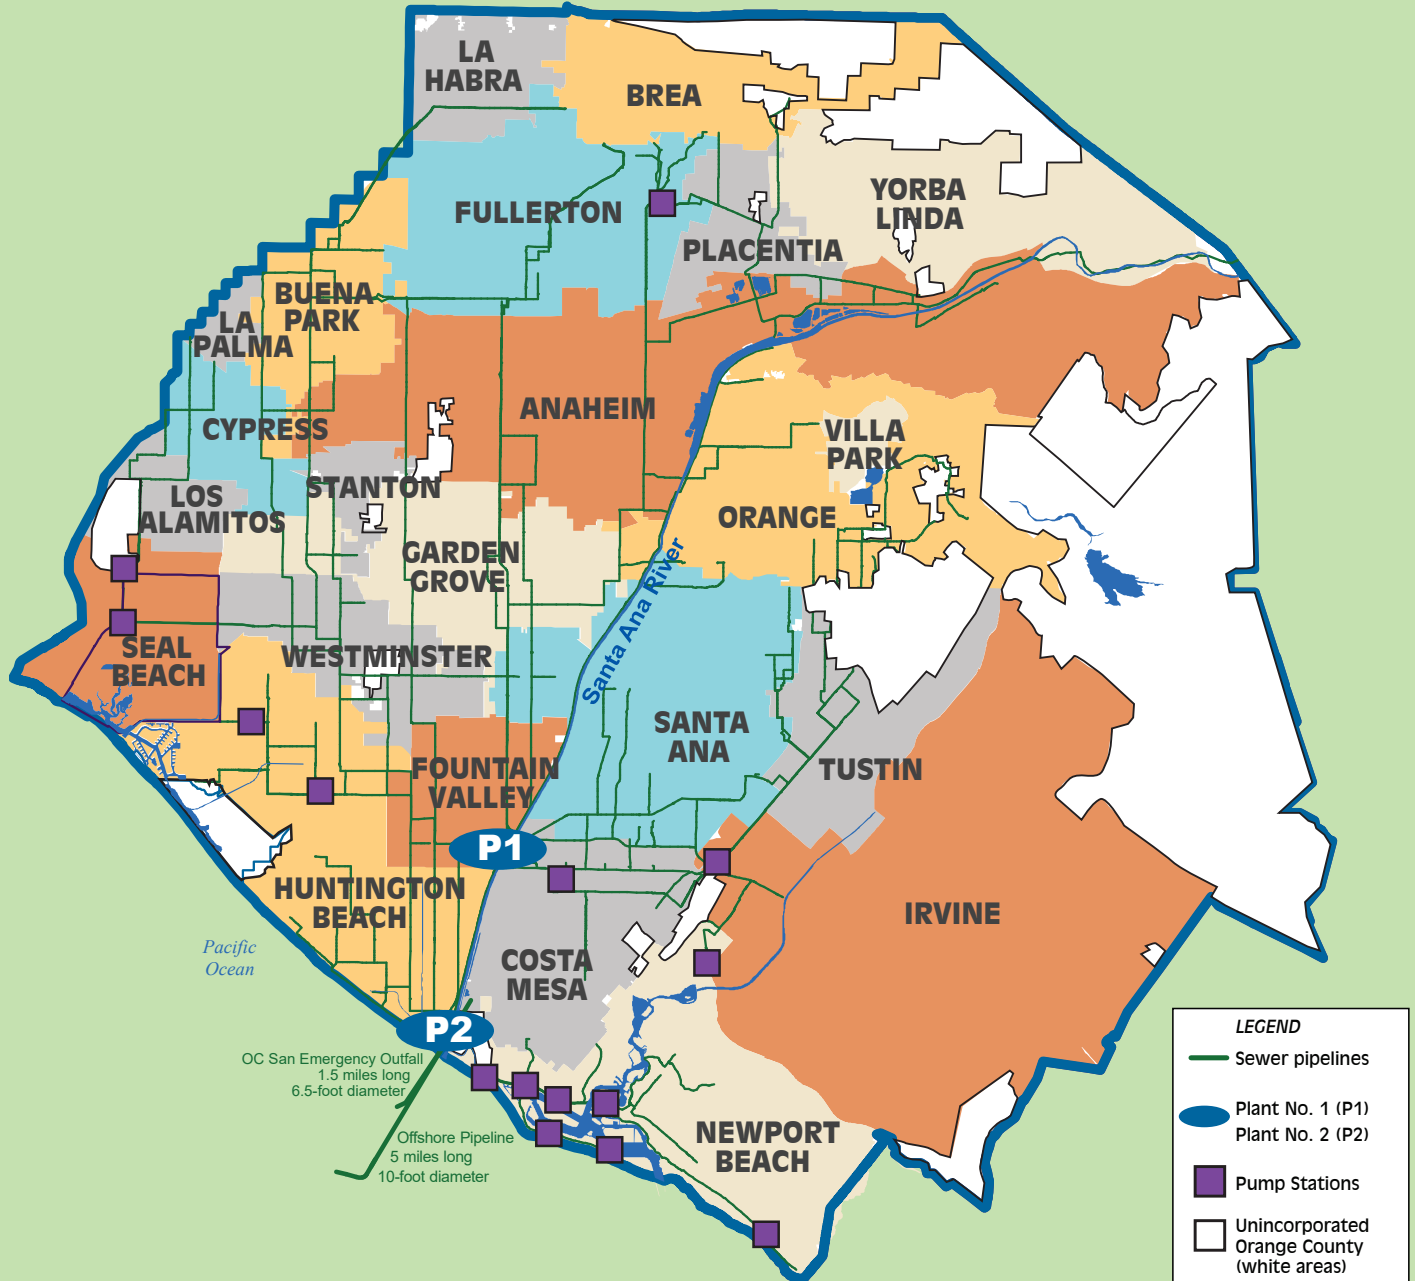 LA
HABRA
BREA
YORBA
LINDA
FULLERTON
PLACENTIA
BUENA
PARK
LA
PALMA
ANAHEIM
CYPRESS
VILLA
PARK
STANTON
LOS
ALAMITOS
ORANGE
GARDEN
GROVE
Santa Ana River
SEAL
BEACH
WESTMINSTER
SANTA
ANA
FOUNTAIN
VALLEY
TUSTIN
P1
HUNTINGTON
BEACH
IRVINE
Pacific
Ocean
COSTA
MESA
P2
OC San Emergency Outfall
1.5 miles long
6.5-foot diameter
Offshore Pipeline
5 miles long
10-foot diameter
NEWPORT
BEACH
LEGEND
Sewer pipelines
Plant No. 1 (P1)
Plant No. 2 (P2)
Pump Stations
Unincorporated
Orange County
(white areas)